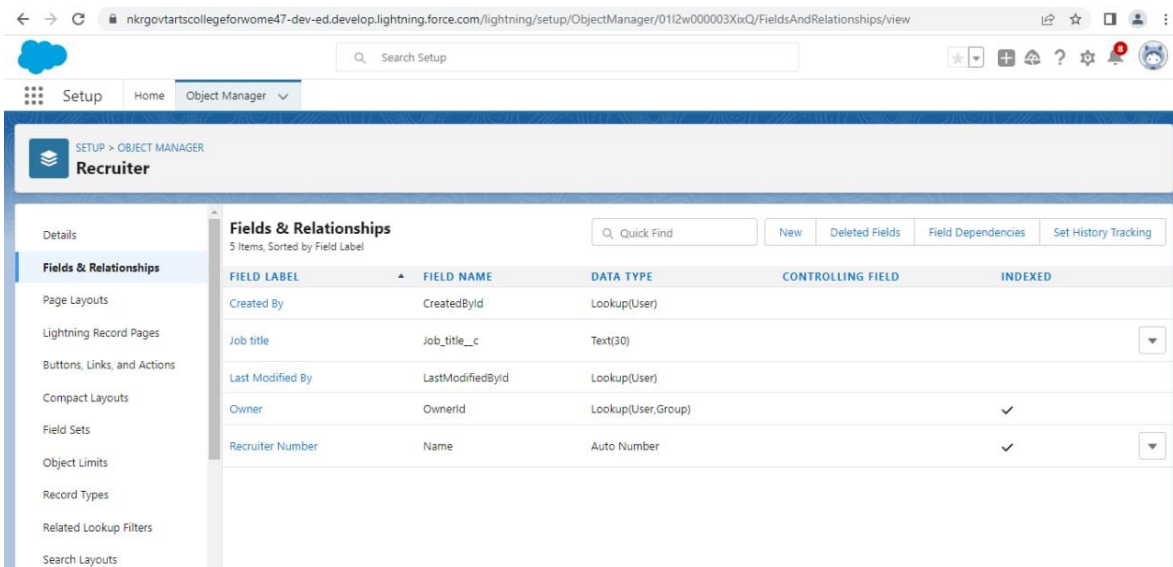 nkrgovtartscollegeforwome47-dev-ed.develop.lightning.force.com/lightning/setup/ObjectManager/01I2w000003XixQ/FieldsAndRelationships/view
Search Setup
8
Setup Home Object Manager
SETUP > OBJECT MANAGER
Recruiter
Details
Fields & Relationships
Page Layouts
Lightning Record Pages
Buttons, Links, and Actions
Compact Layouts
Field Sets
Object Limits
Record Types
Related Lookup Filters
Search Layouts
Fields & Relationships
5 Items, Sorted by Field Label
Quick Find New Deleted Fields Field Dependencies Set History Tracking
FIELD LABEL FIELD NAME DATA TYPE CONTROLLING FIELD INDEXED
Created By CreatedById Lookup(User)
Job title Job_title__c Text(30)
Last Modified By LastModifiedById Lookup(User)
Owner OwnerId Lookup(User,Group)
Recruiter Number Name Auto Number